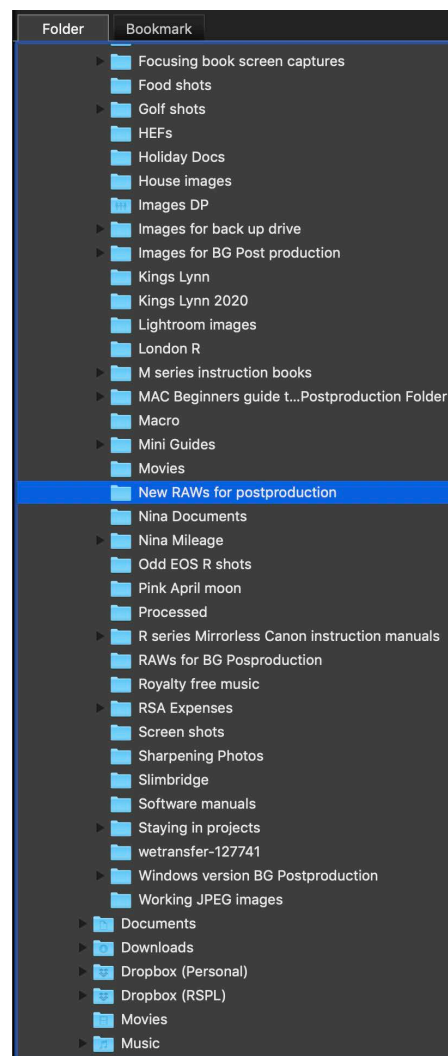 Folder Bookmark
Focusing book screen captures
Food shots
Golf shots
HEFs
Holiday Docs
House images
Images DP
Images for back up drive
Images for BG Post production
Kings Lynn
Kings Lynn 2020
Lightroom images
London R
M series instruction books
MAC Beginners guide t...Postproduction Folder
Macro
Mini Guides
Movies
New RAWs for postproduction
Nina Documents
Nina Mileage
Odd EOS R shots
Pink April moon
Processed
R series Mirrorless Canon instruction manuals
RAWs for BG Posproduction
Royalty free music
RSA Expenses
Screen shots
Sharpening Photos
Slimbridge
Software manuals
Staying in projects
wetransfer-127741
Windows version BG Postproduction
Working JPEG images
Documents
Downloads
Dropbox (Personal)
Dropbox (RSPL)
Movies
Music